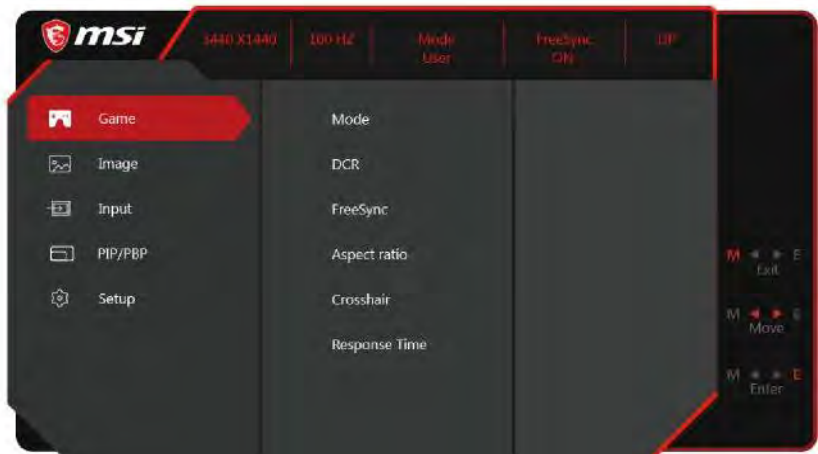 msi
3440 X1440
100 HZ
Mode
User
FreeSync
ON
DP
Game
Image
Input
PIP/PBP
Setup
Mode
DCR
FreeSync
Aspect ratio
Crosshair
Response Time
M ◄ ► E
Exit
M ◄ ► E
Move
M ◄ ► E
Enter